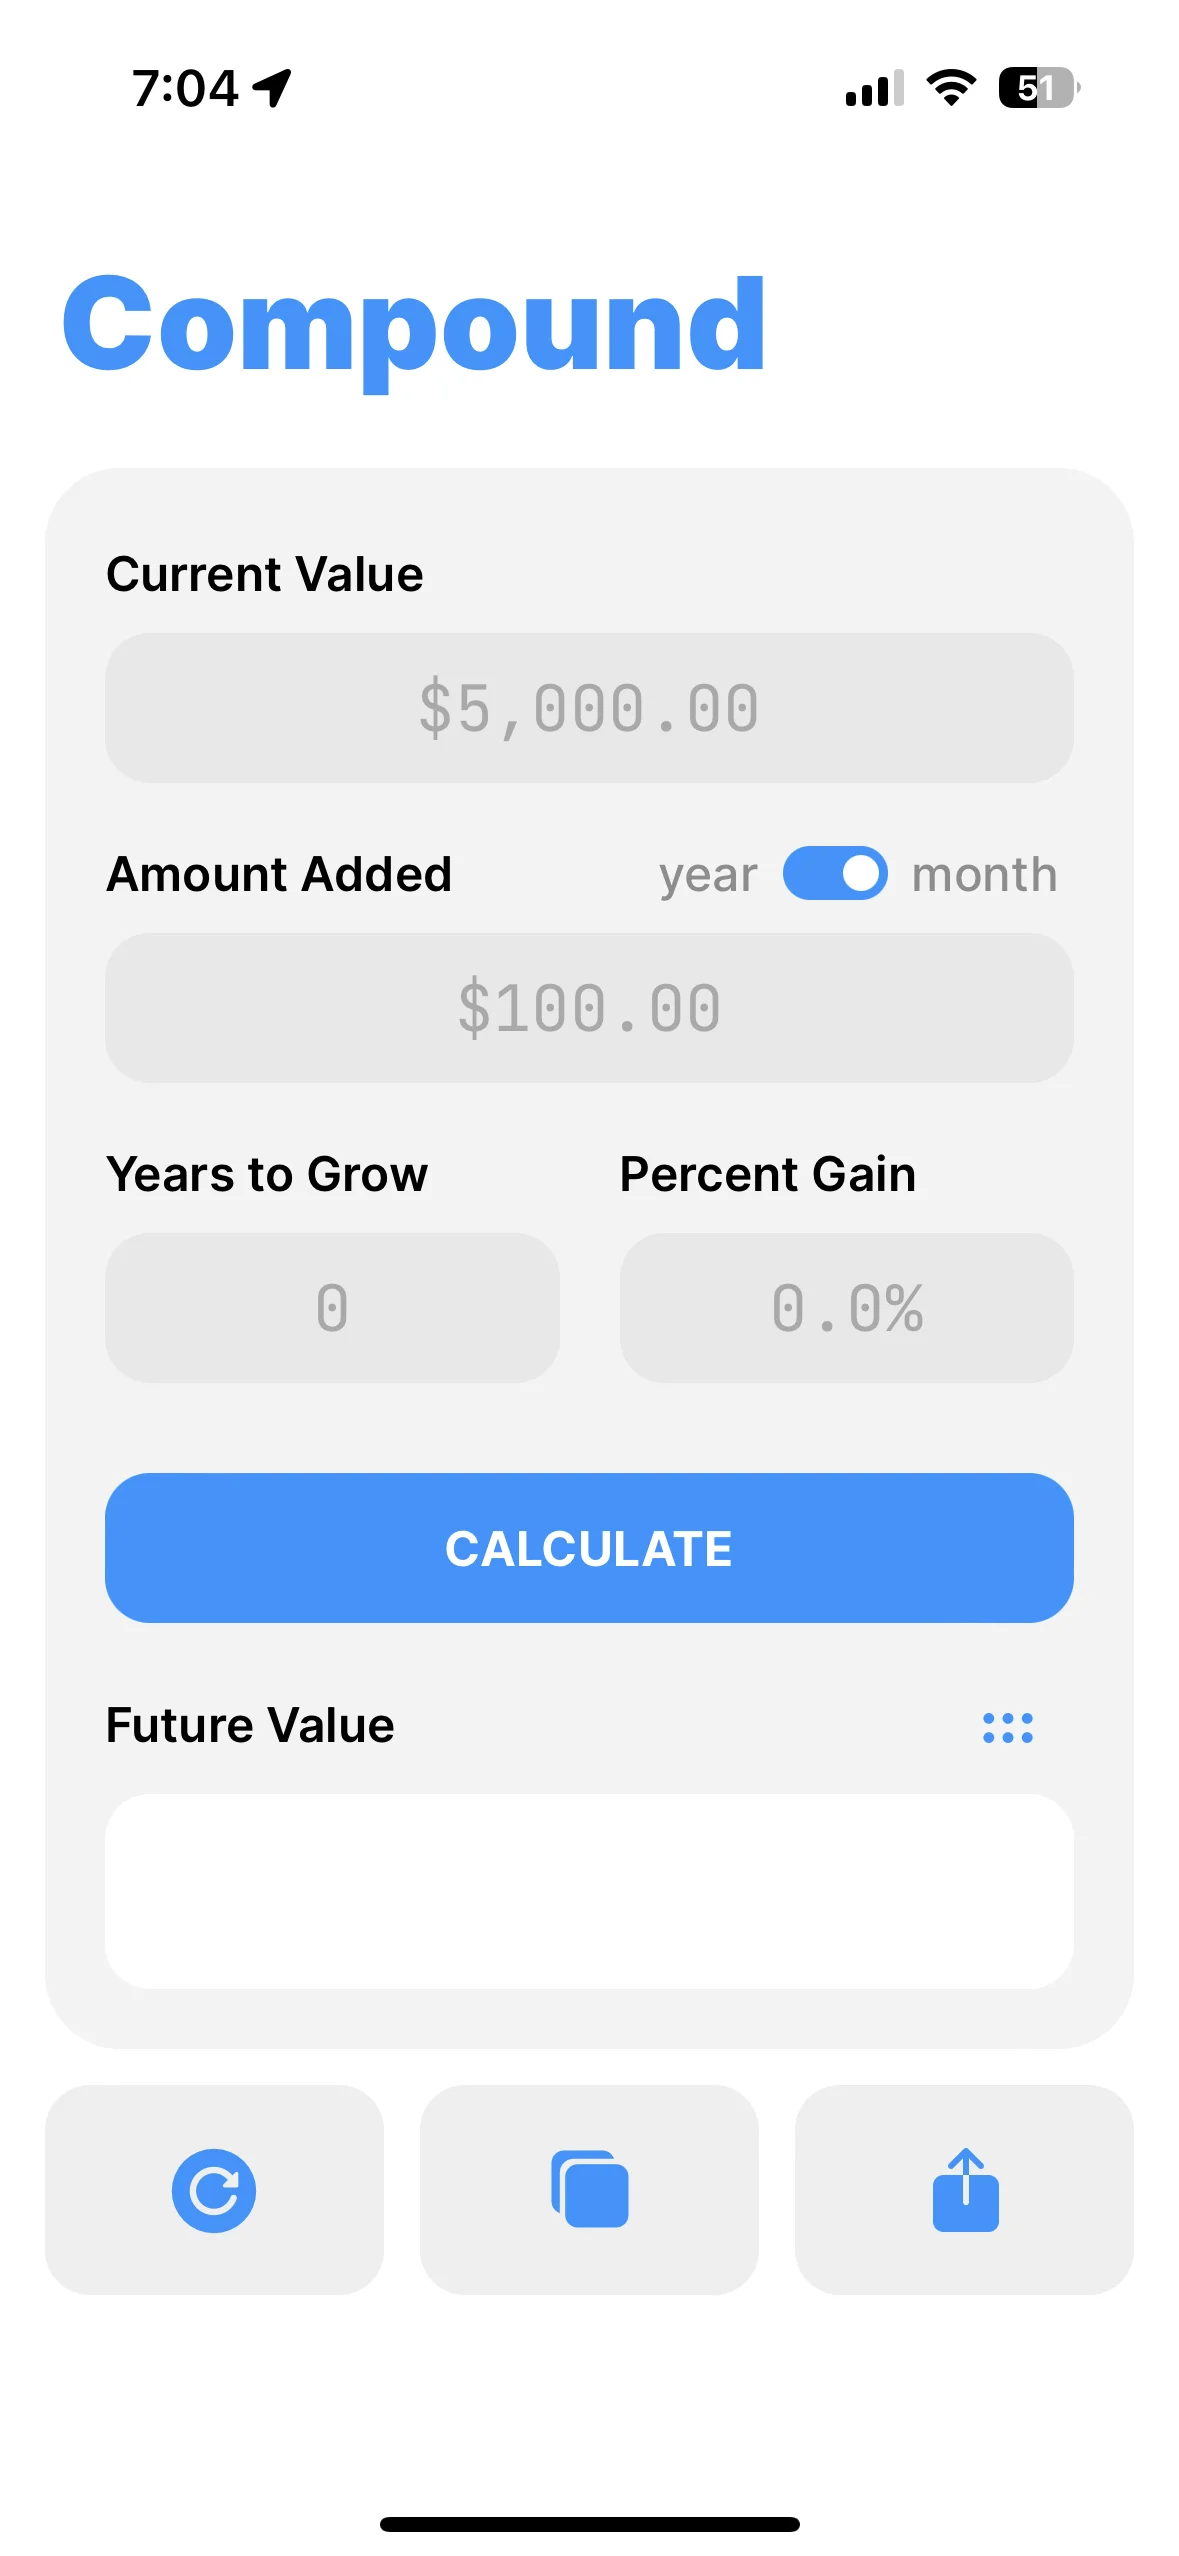 7:04
51
Compound
Current Value
$5,000.00
Amount Added year month
$100.00
Years to Grow Percent Gain
0 0.0%
CALCULATE
Future Value